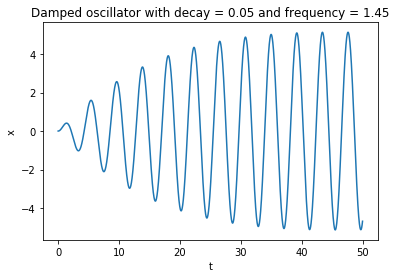 Damped oscillator with decay = 0.05 and frequency = 1.45
4
2
0
−2
−4
x
0 10 20 30 40 50
t